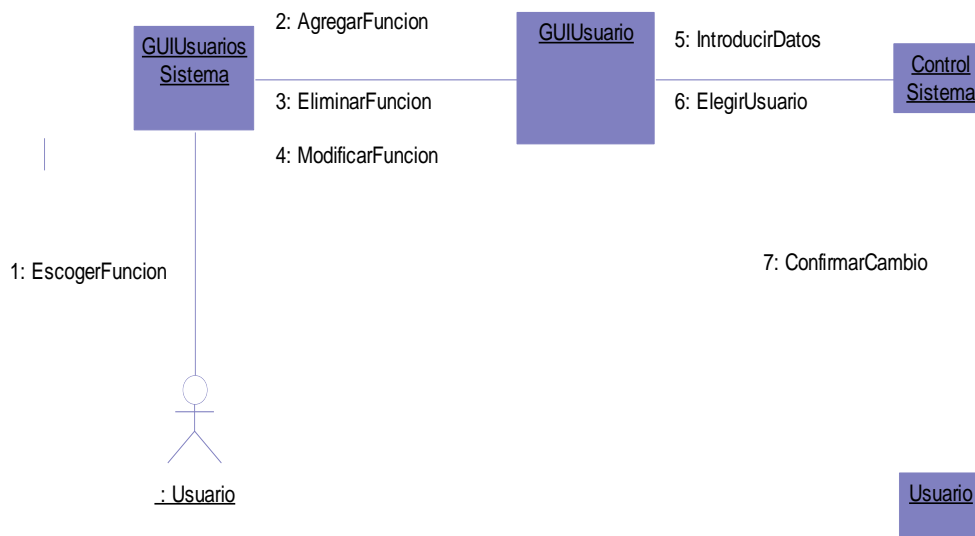 2: AgregarFuncion
GUIUsuarios
Sistema
3: EliminarFuncion
4: ModificarFuncion
GUIUsuario
5: IntroducirDatos
6: ElegirUsuario
Control
Sistema
1: EscogerFuncion
7: ConfirmarCambio
: Usuario
Usuario